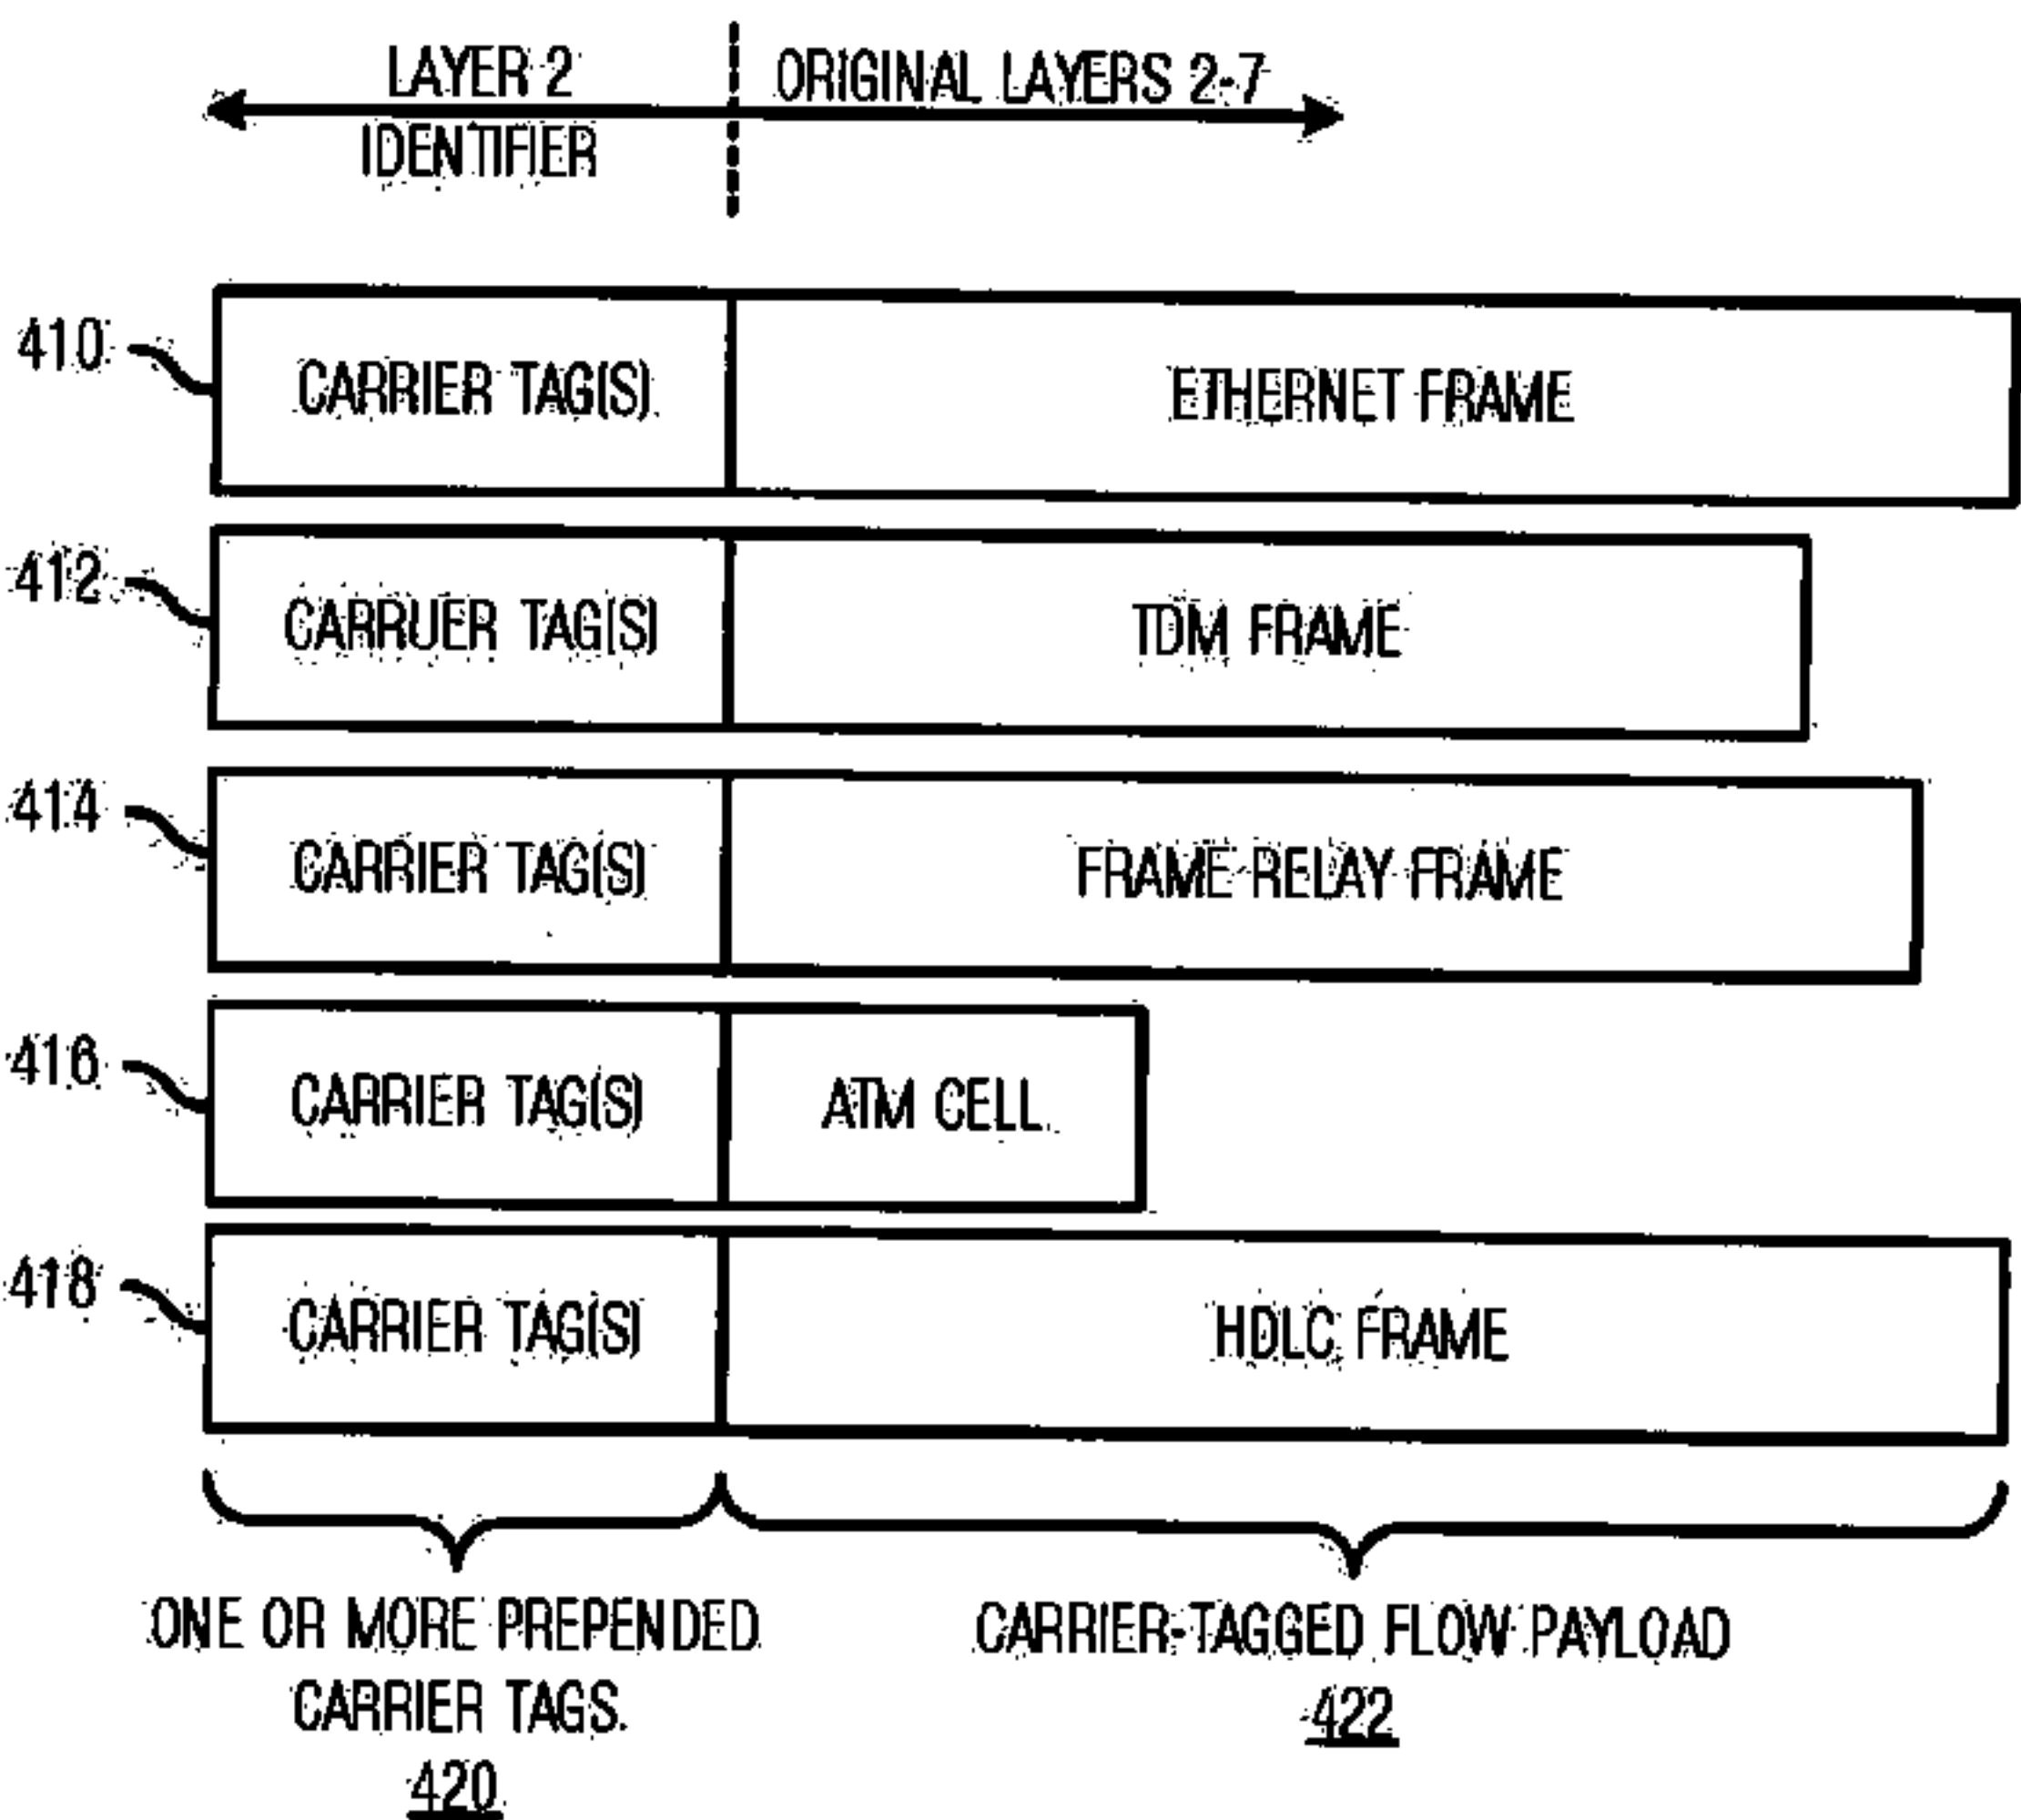 LAYER 2
IDENTIFIER
ORIGINAL LAYERS 2-7
410
CARRIER TAG(S)
ETHERNET FRAME
412
CARRUER TAG(S)
TDM FRAME
414
CARRIER TAG(S)
FRAME RELAY FRAME
416
CARRIER TAG(S)
ATM CELL
418
CARRIER TAG(S)
HDLC FRAME
ONE OR MORE PREPENDED
CARRIER TAGS.
420
CARRIER-TAGGED FLOW PAYLOAD
422